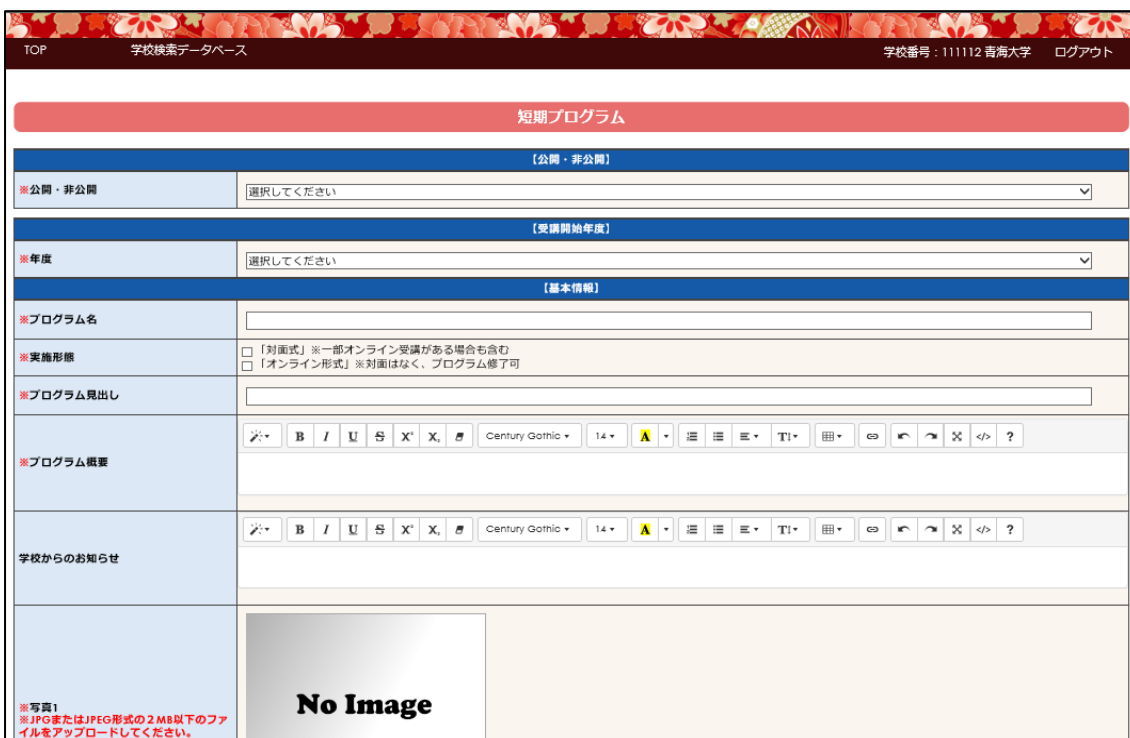 TOP 学校検索データベース 学校番号：111112 青海大学 ログアウト
短期プログラム
【公開・非公開】
※公開・非公開 選択してください
【受講開始年度】
※年度 選択してください
【基本情報】
※プログラム名
※実施形態
「対面式」※一部オンライン受講がある場合も含む
「オンライン形式」※対面はなく、プログラム修了可
※プログラム見出し
B I U S X² X₂ Century Gothic 14 A T! </> ?
※プログラム概要
B I U S X² X₂ Century Gothic 14 A T! </> ?
学校からのお知らせ
No Image
※写真1
※JPGまたはJPEG形式の２MB以下のファ
イルをアップロードしてください。